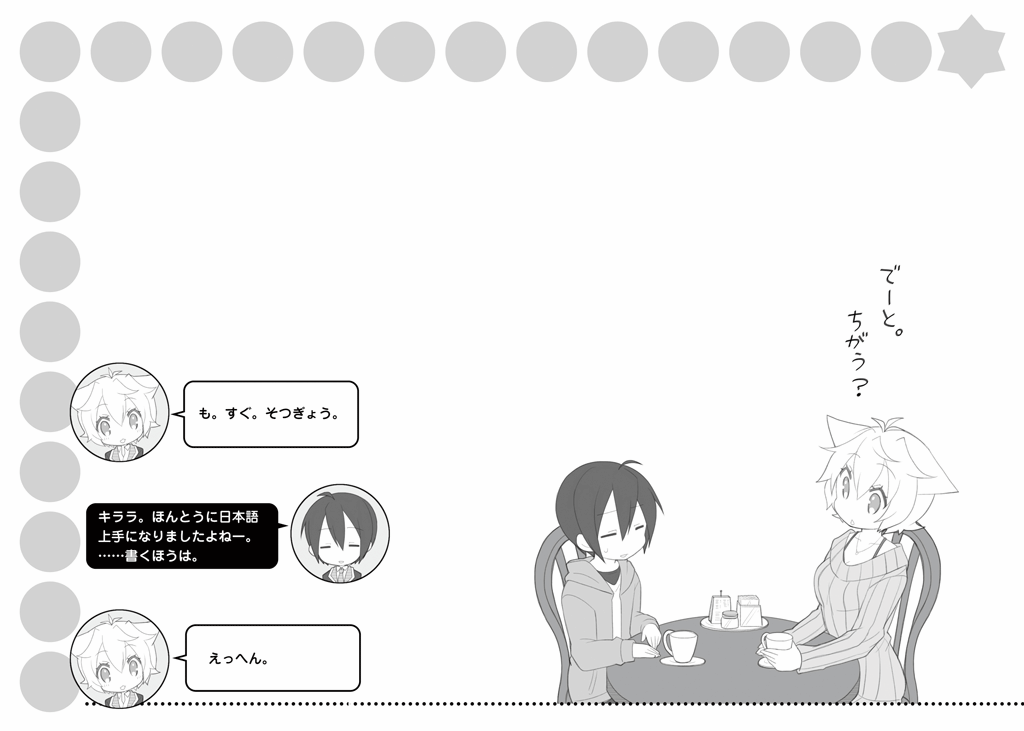 でーと。
ちがう？
も。すぐ。そつぎょう。
キララ。ほんとうに日本語
上手になりましたよねー。
……書くほうは。
えっへん。